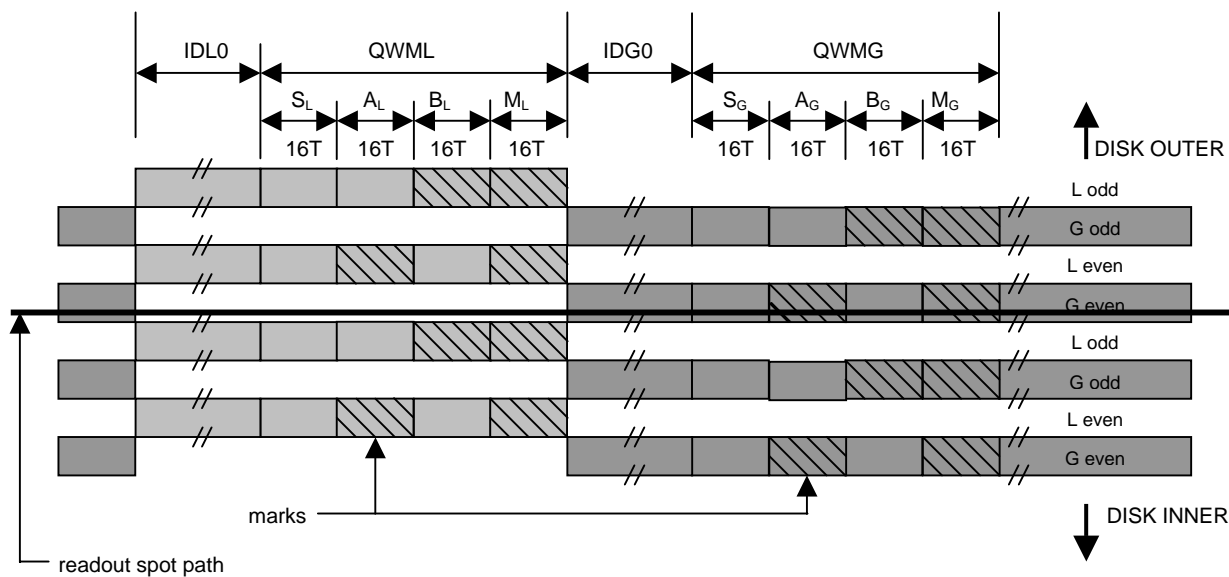 IDL0 QWML IDG0 QWMG
SL AL BL ML SG AG BG MG
16T 16T 16T 16T 16T 16T 16T 16T
DISK OUTER
L odd
G odd
L even
G even
L odd
G odd
L even
G even
marks
DISK INNER
readout spot path